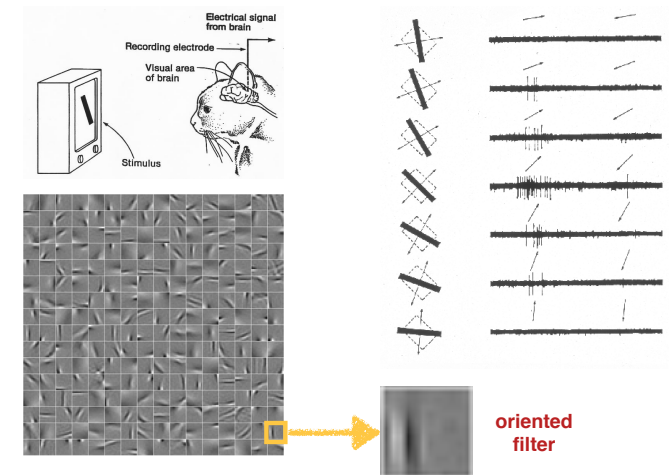 Electrical signal
from brain
Recording electrode
Visual area
of brain
Stimulus
oriented
filter